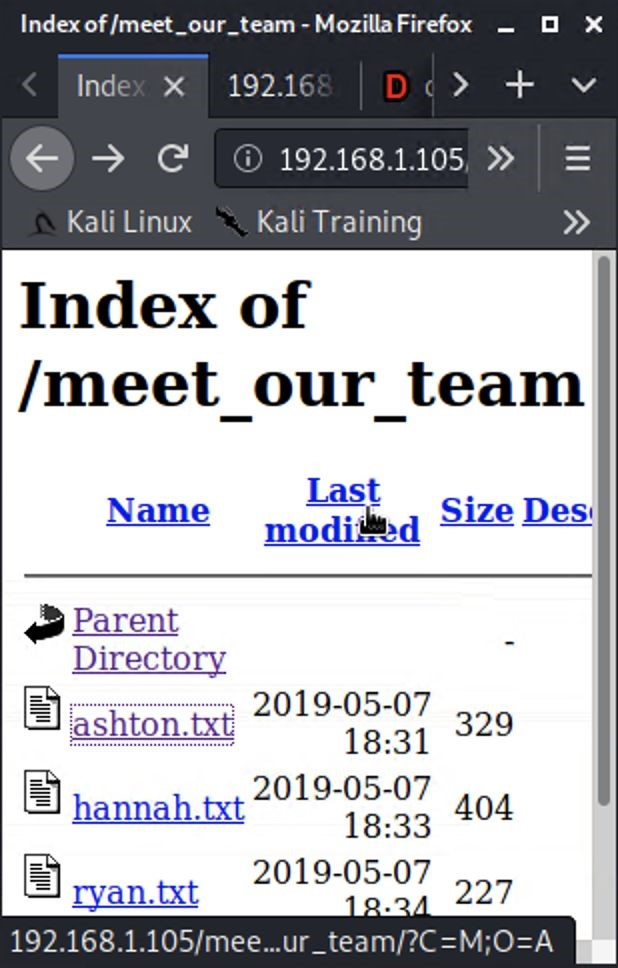 Index of /meet_our_team - Mozilla Firefox
Index 192.168
192.168.1.105/
Kali Linux Kali Training
Index of
/meet_our_team
Name Last modified Size
Parent Directory -
ashton.txt 2019-05-07 18:31 329
hannah.txt 2019-05-07 18:33 404
ryan.txt 2019-05-07 18:34 227
192.168.1.105/mee...ur_team/?C=M;O=A